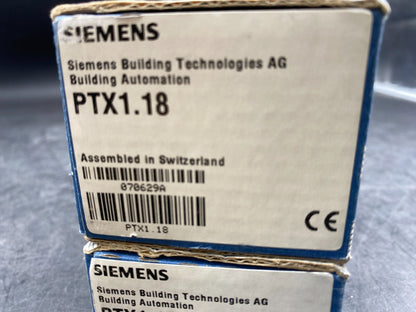 SIEMENS
Siemens Building Technologies AG
Building Automation
PTX1.18
Assembled in Switzerland
070629A
PTX1.18
CE
SIEMENS
Siemens Building Technologies AG
Building Automation